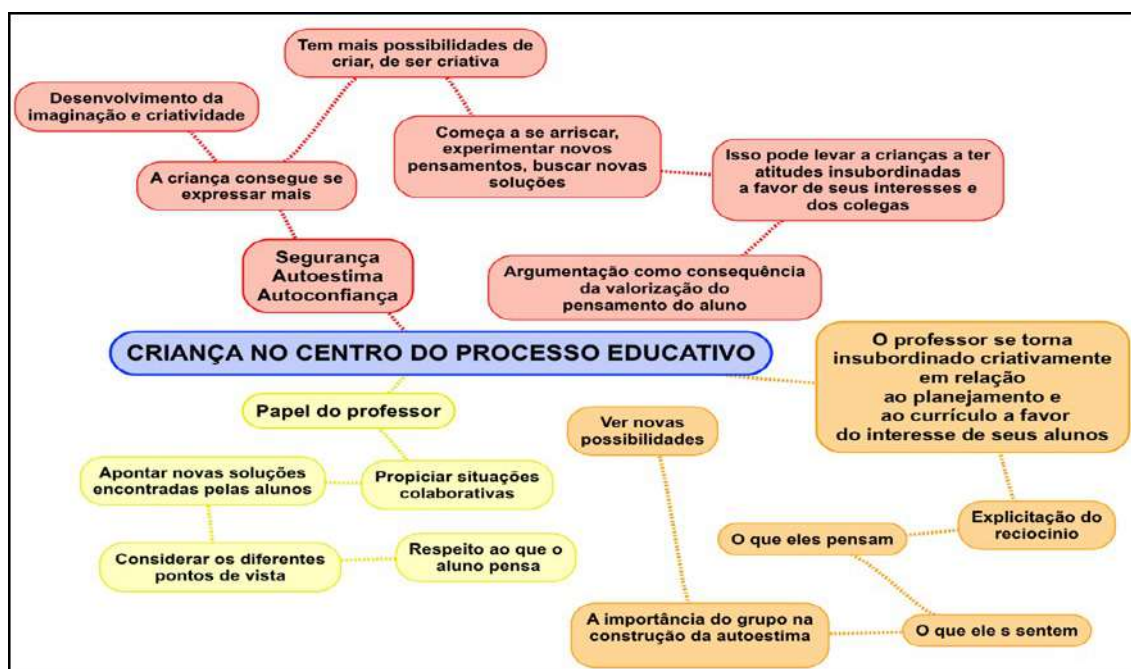 Tem mais possibilidades de
criar, de ser criativa
Desenvolvimento da
imaginação e criatividade
Começa a se arriscar,
experimentar novos
pensamentos, buscar novas
soluções
Isso pode levar a crianças a ter
atitudes insubordinadas
a favor de seus interesses e
dos colegas
A criança consegue se
expressar mais
Segurança
Autoestima
Autoconfiança
Argumentação como consequência
da valorização do
pensamento do aluno
CRIANÇA NO CENTRO DO PROCESSO EDUCATIVO
O professor se torna
insubordinado criativamente
em relação
ao planejamento e
ao currículo a favor
do interesse de seus alunos
Papel do professor
Ver novas
possibilidades
Apontar novas soluções
encontradas pelas alunos
Propiciar situações
colaborativas
Explicitação do
reciocinio
O que eles pensam
Considerar os diferentes
pontos de vista
Respeito ao que o
aluno pensa
A importância do grupo na
construção da autoestima
O que ele s sentem